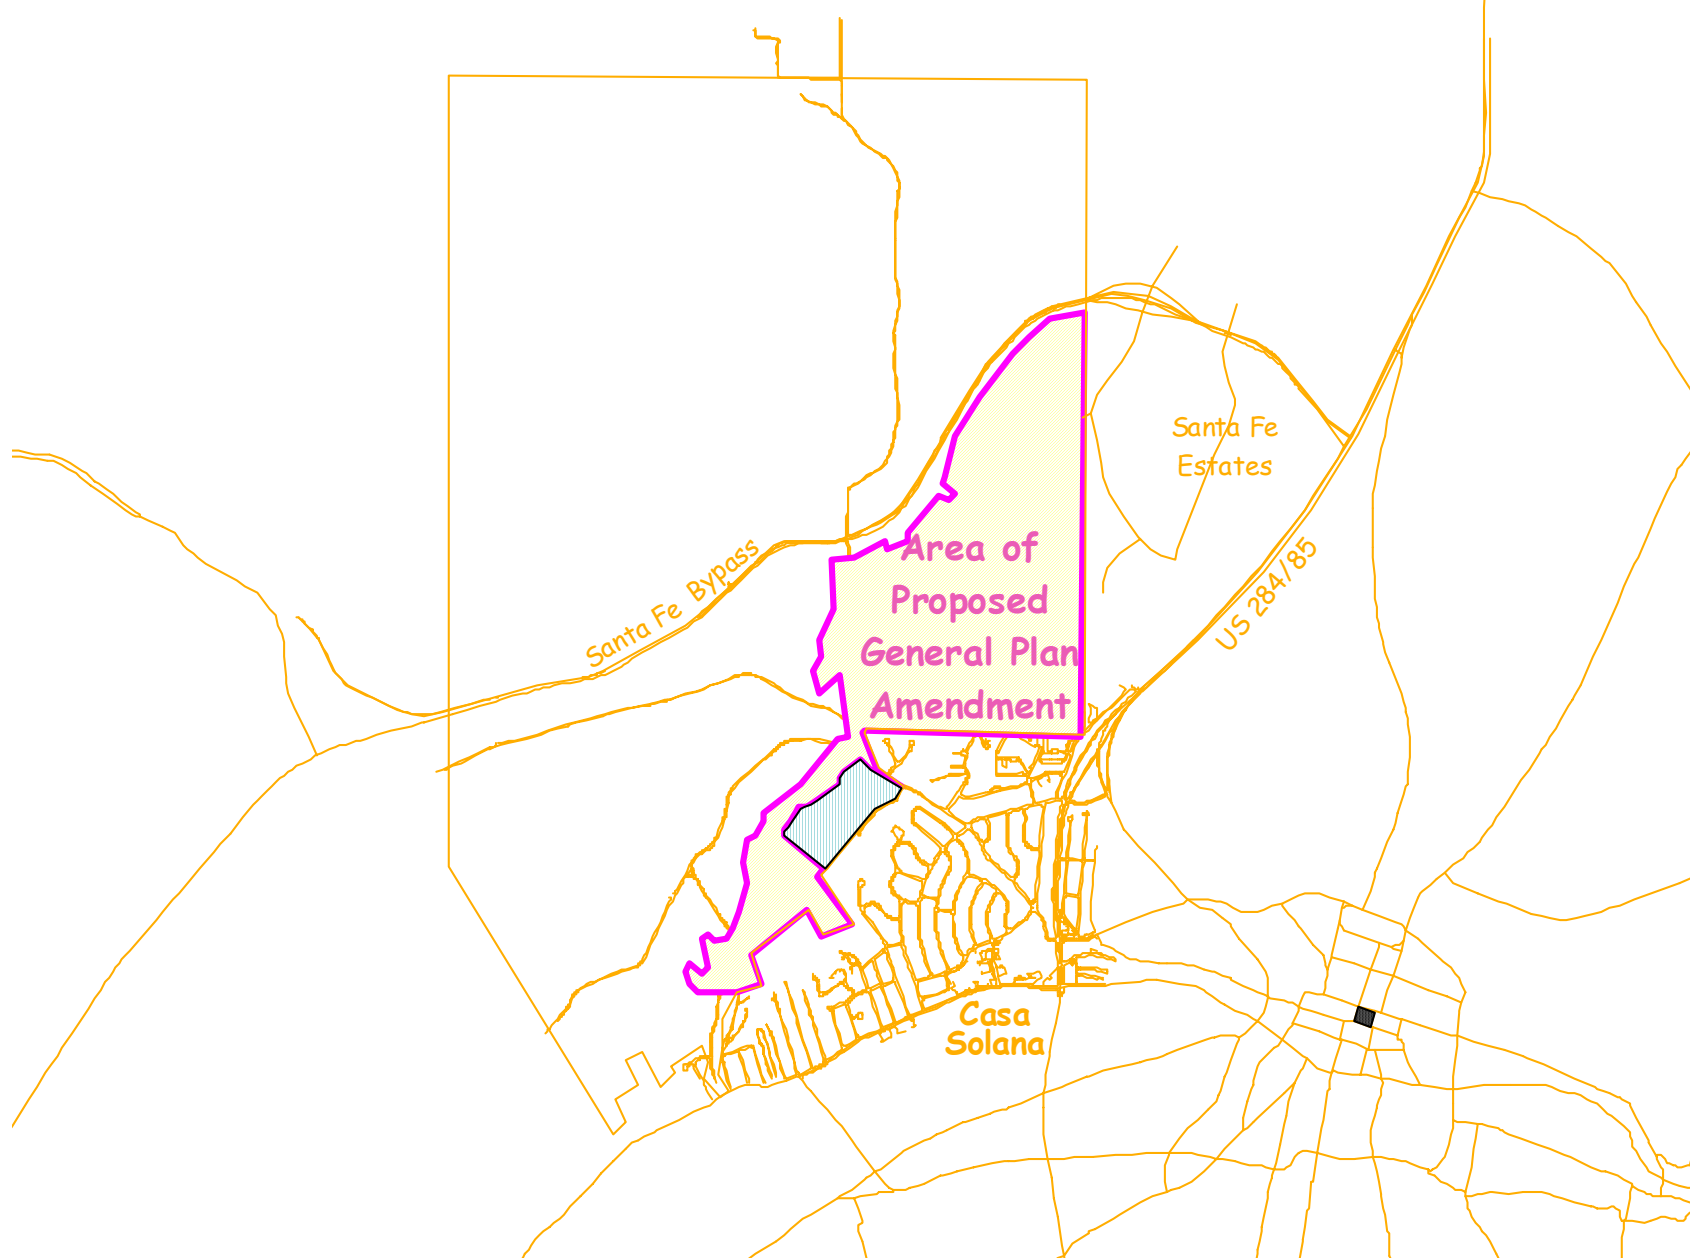 Santa Fe
Estates
Area of
Proposed
General Plan
Amendment
Santa Fe Bypass
US 284/85
Casa
Solana